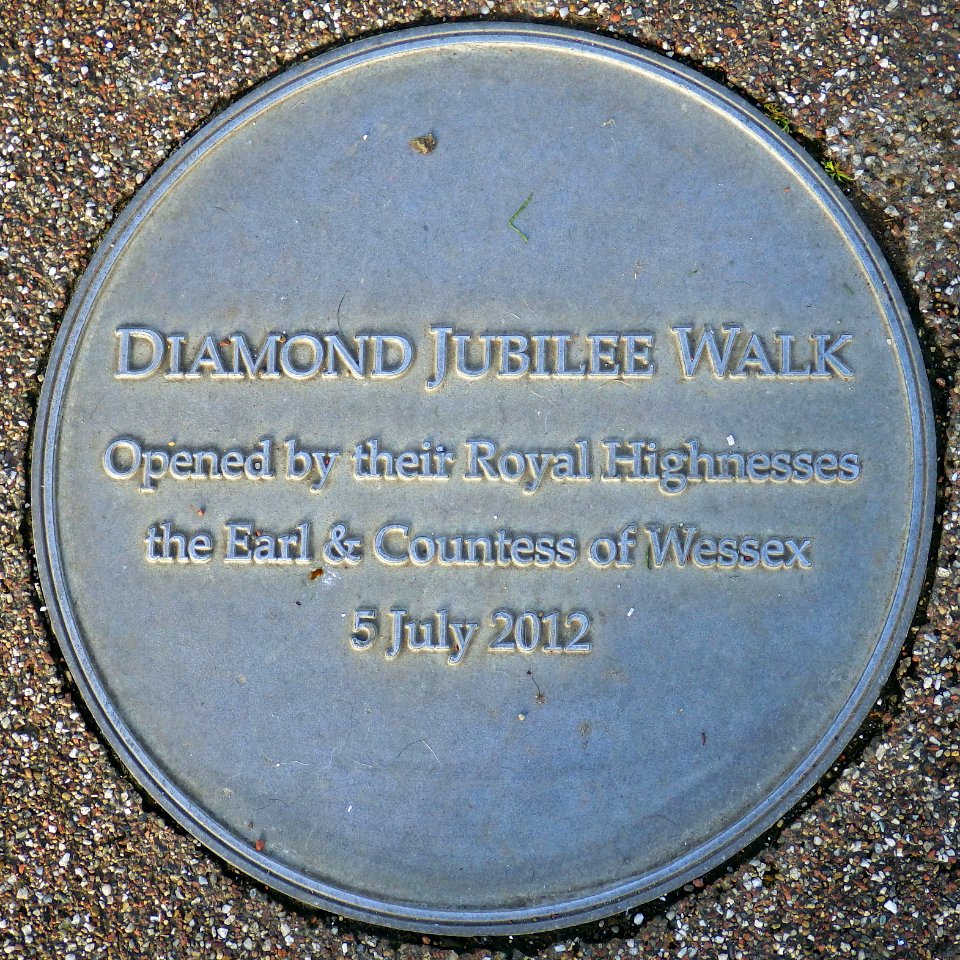 DIAMOND JUBILEE WALK
Opened by their Royal Highnesses
the Earl & Countess of Wessex
5 July 2012